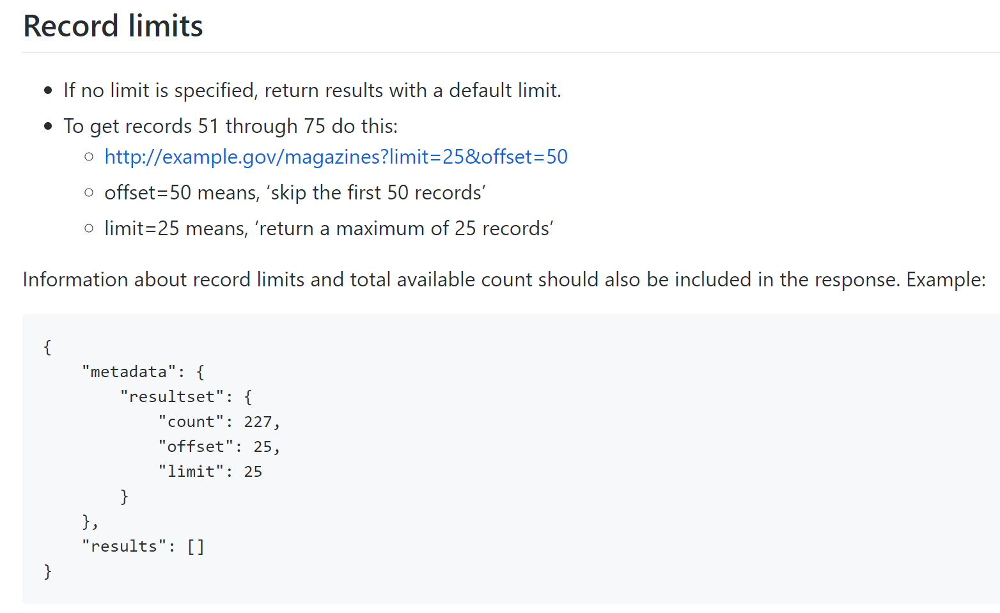 Record limits
If no limit is specified, return results with a default limit.
To get records 51 through 75 do this:
http://example.gov/magazines?limit=25&offset=50
offset=50 means, ‘skip the first 50 records’
limit=25 means, ‘return a maximum of 25 records’
Information about record limits and total available count should also be included in the response. Example:
{
    "metadata": {
        "resultset": {
            "count": 227,
            "offset": 25,
            "limit": 25
        }
    },
    "results": []
}